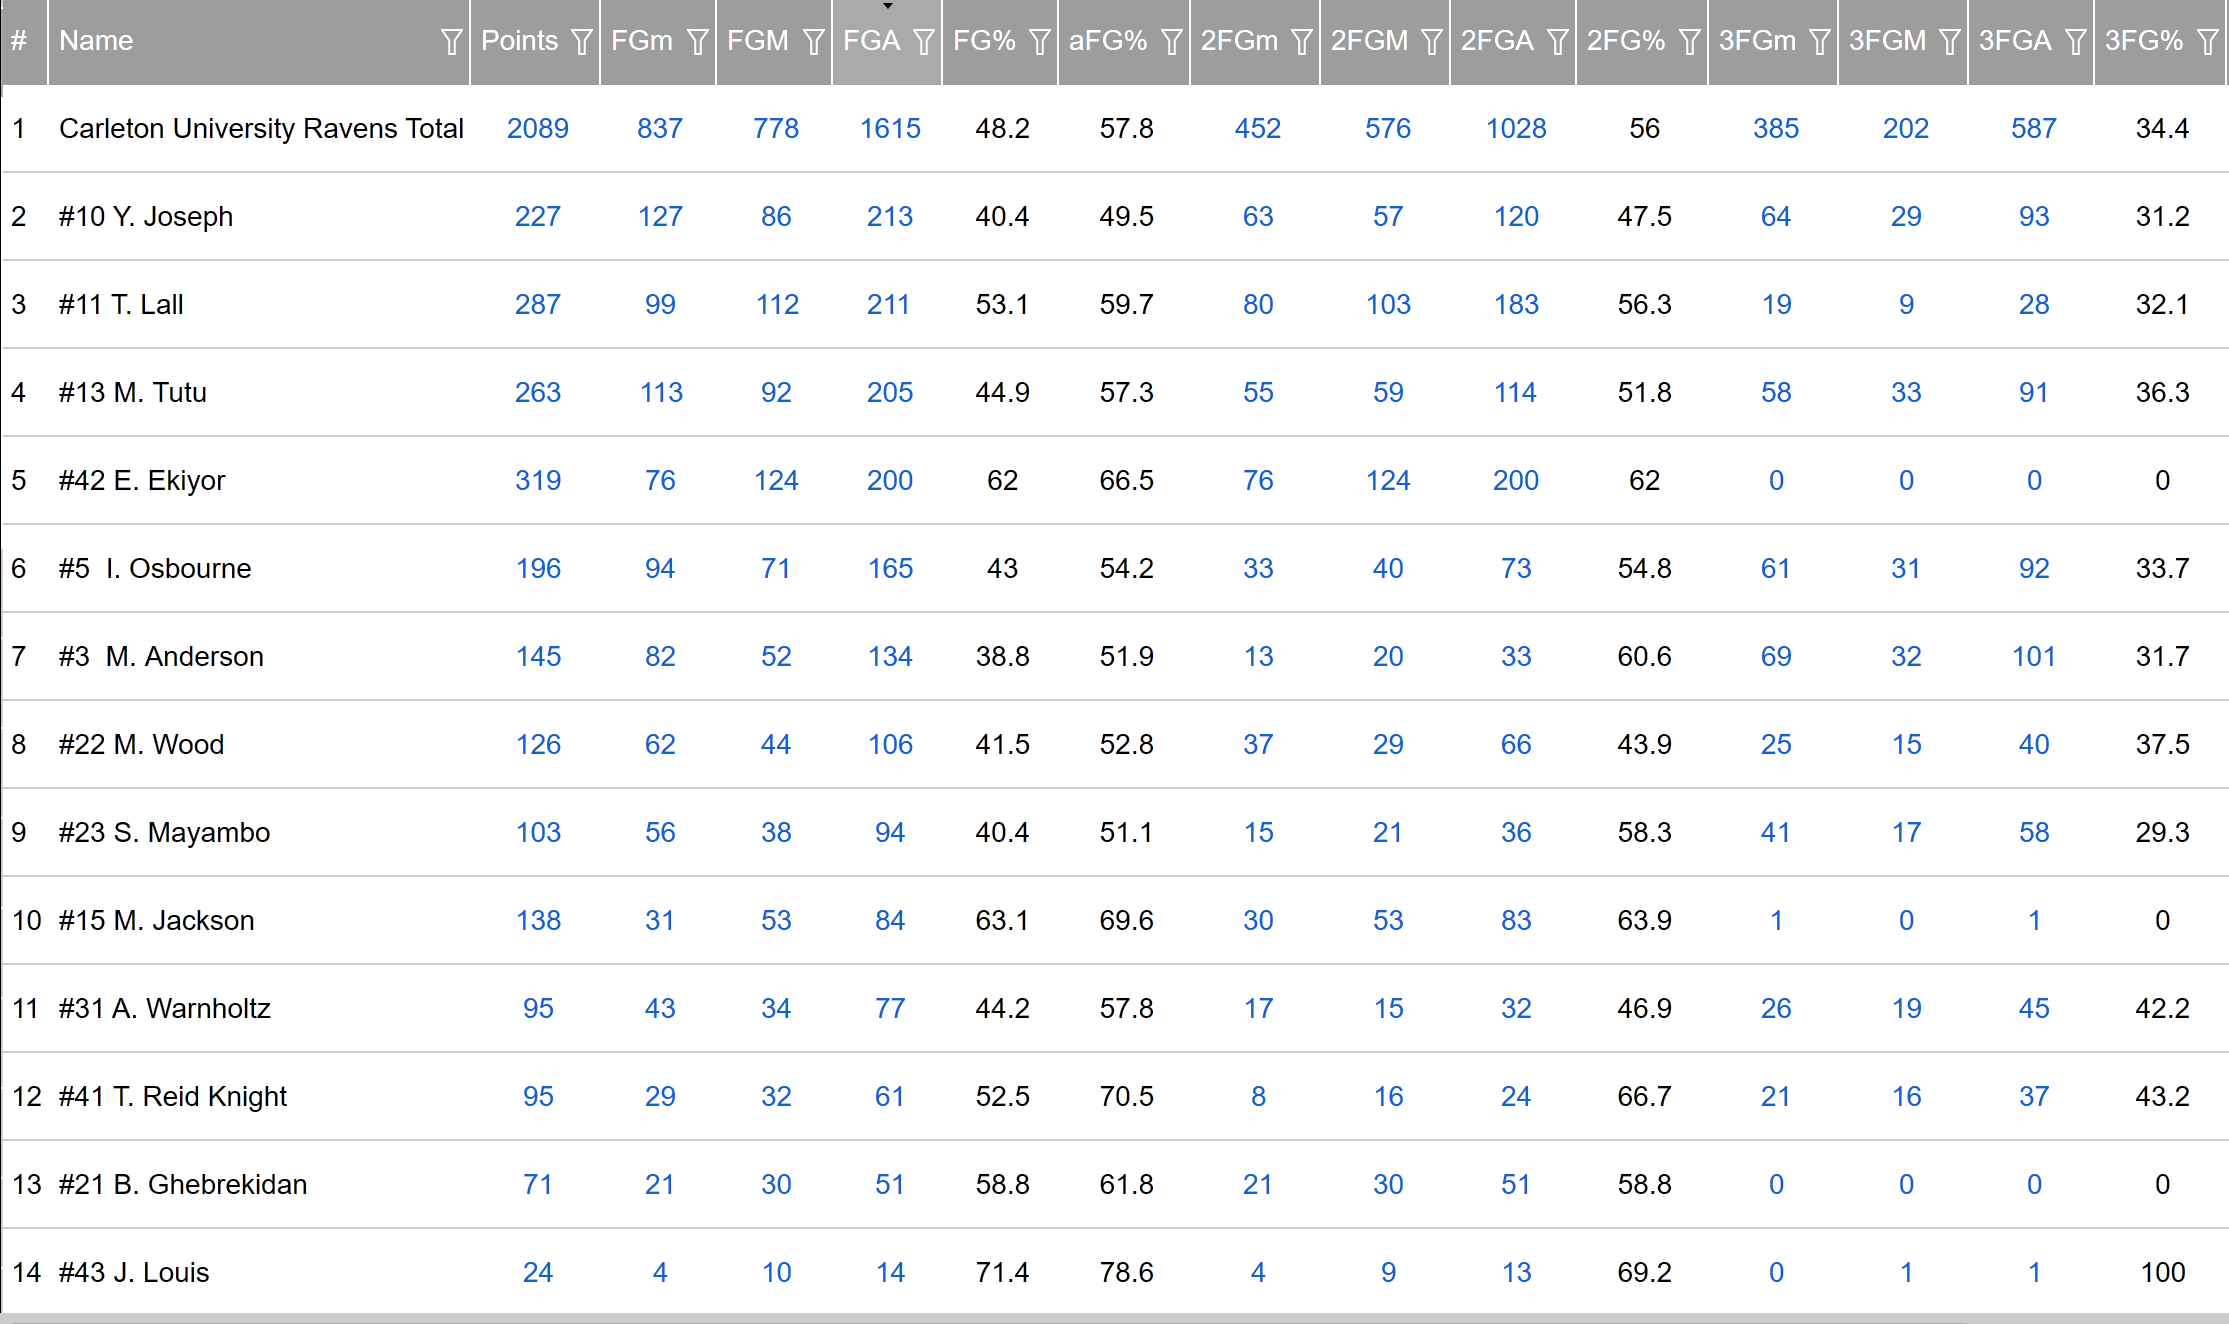 # Name Points FGm FGM FGA FG% aFG% 2FGm 2FGM 2FGA 2FG% 3FGm 3FGM 3FGA 3FG%
1 Carleton University Ravens Total 2089 837 778 1615 48.2 57.8 452 576 1028 56 385 202 587 34.4
2 #10 Y. Joseph 227 127 86 213 40.4 49.5 63 57 120 47.5 64 29 93 31.2
3 #11 T. Lall 287 99 112 211 53.1 59.7 80 103 183 56.3 19 9 28 32.1
4 #13 M. Tutu 263 113 92 205 44.9 57.3 55 59 114 51.8 58 33 91 36.3
5 #42 E. Ekiyor 319 76 124 200 62 66.5 76 124 200 62 0 0 0 0
6 #5 I. Osbourne 196 94 71 165 43 54.2 33 40 73 54.8 61 31 92 33.7
7 #3 M. Anderson 145 82 52 134 38.8 51.9 13 20 33 60.6 69 32 101 31.7
8 #22 M. Wood 126 62 44 106 41.5 52.8 37 29 66 43.9 25 15 40 37.5
9 #23 S. Mayambo 103 56 38 94 40.4 51.1 15 21 36 58.3 41 17 58 29.3
10 #15 M. Jackson 138 31 53 84 63.1 69.6 30 53 83 63.9 1 0 1 0
11 #31 A. Warnholtz 95 43 34 77 44.2 57.8 17 15 32 46.9 26 19 45 42.2
12 #41 T. Reid Knight 95 29 32 61 52.5 70.5 8 16 24 66.7 21 16 37 43.2
13 #21 B. Ghebrekidan 71 21 30 51 58.8 61.8 21 30 51 58.8 0 0 0 0
14 #43 J. Louis 24 4 10 14 71.4 78.6 4 9 13 69.2 0 1 1 100